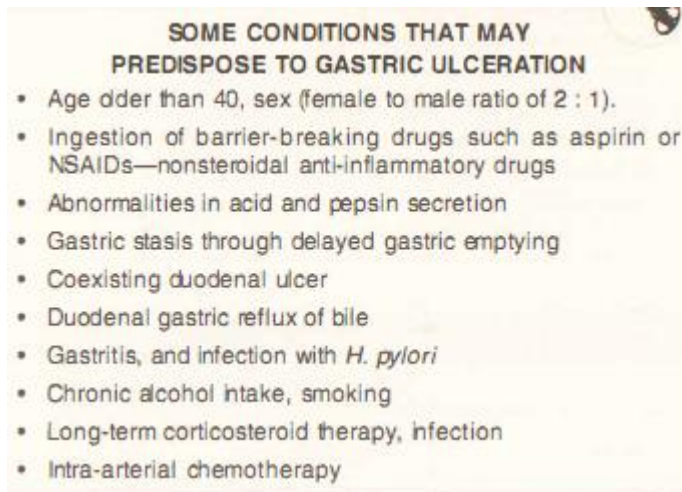 SOME CONDITIONS THAT MAY
PREDISPOSE TO GASTRIC ULCERATION
• Age older than 40, sex (female to male ratio of 2 : 1).
• Ingestion of barrier-breaking drugs such as aspirin or
NSAIDs—nonsteroidal anti-inflammatory drugs
• Abnormalities in acid and pepsin secretion
• Gastric stasis through delayed gastric emptying
• Coexisting duodenal ulcer
• Duodenal gastric reflux of bile
• Gastritis, and infection with H. pylori
• Chronic alcohol intake, smoking
• Long-term corticosteroid therapy, infection
• Intra-arterial chemotherapy